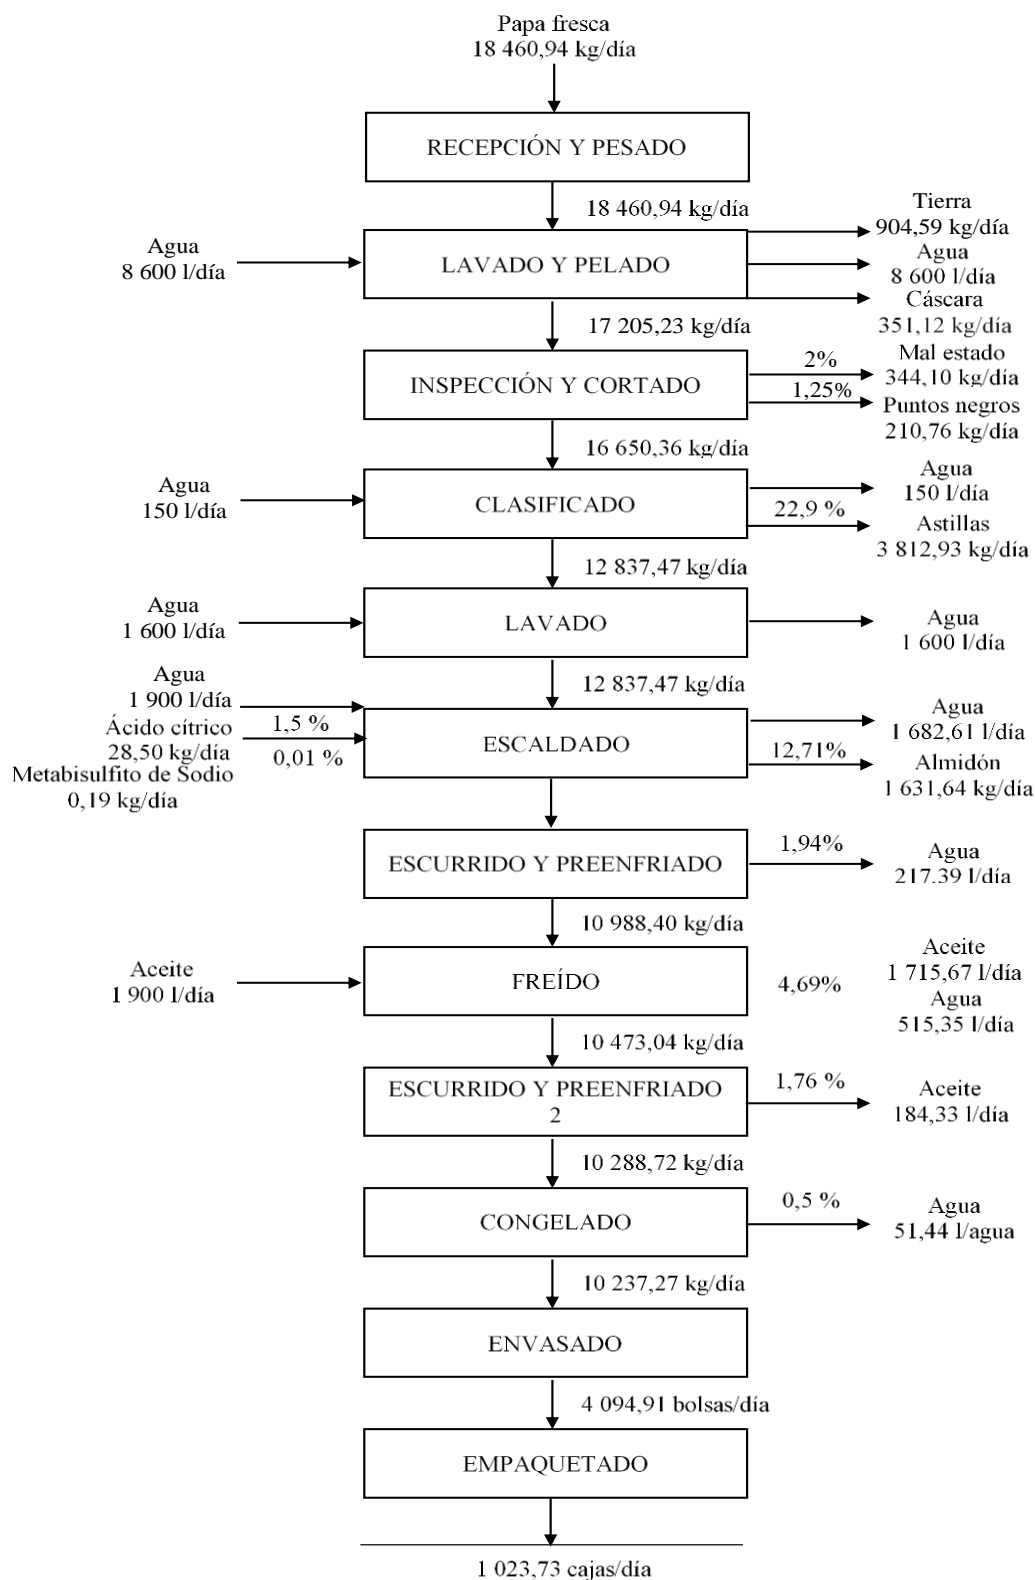 Papa fresca
18 460,94 kg/día
RECEPCIÓN Y PESADO
18 460,94 kg/día
Tierra
904,59 kg/día
Agua
8 600 l/día
LAVADO Y PELADO
Agua
8 600 l/día
Cáscara
351,12 kg/día
17 205,23 kg/día
INSPECCIÓN Y CORTADO
2%
Mal estado
344,10 kg/día
1,25%
Puntos negros
210,76 kg/día
16 650,36 kg/día
Agua
150 l/día
CLASIFICADO
Agua
150 l/día
22,9 %
Astillas
3 812,93 kg/día
12 837,47 kg/día
Agua
1 600 l/día
LAVADO
Agua
1 600 l/día
12 837,47 kg/día
Agua
1 900 l/día
Ácido cítrico
28,50 kg/día
1,5 %
0,01 %
Metabisulfito de Sodio
0,19 kg/día
ESCALDADO
Agua
1 682,61 l/día
12,71%
Almidón
1 631,64 kg/día
ESCURRIDO Y PREENFRIADO
1,94%
Agua
217.39 l/día
10 988,40 kg/día
Aceite
1 900 l/día
FREÍDO
4,69%
Aceite
1 715,67 l/día
Agua
515,35 l/día
10 473,04 kg/día
ESCURRIDO Y PREENFRIADO
2
1,76 %
Aceite
184,33 l/día
10 288,72 kg/día
CONGELADO
0,5 %
Agua
51,44 l/agua
10 237,27 kg/día
ENVASADO
4 094,91 bolsas/día
EMPAQUETADO
1 023,73 cajas/día